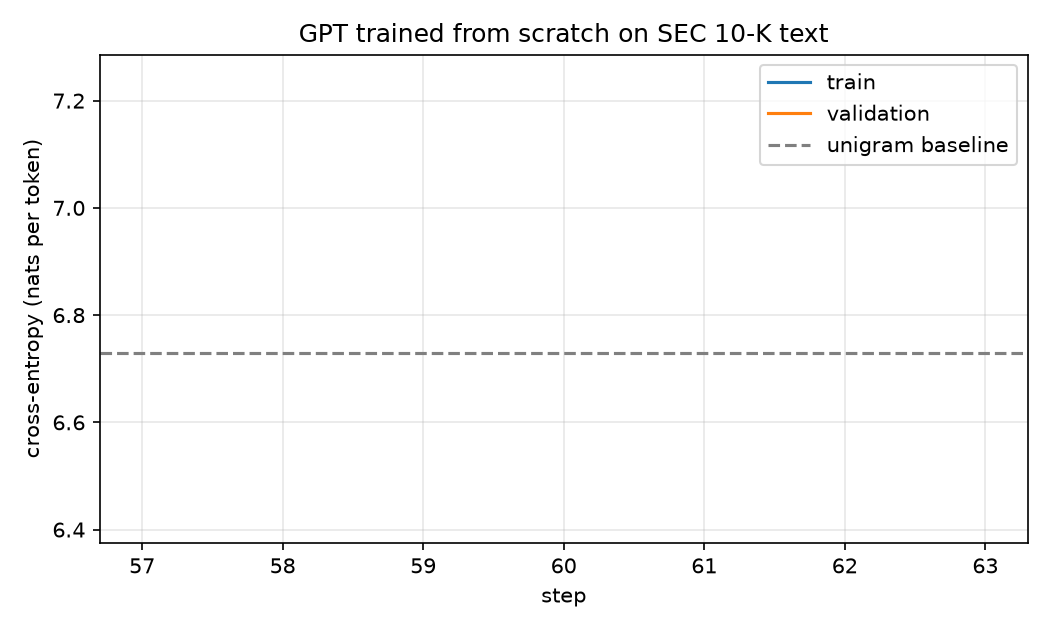 GPT trained from scratch on SEC 10-K text
train
validation
unigram baseline
cross-entropy (nats per token)
7.2
7.0
6.8
6.6
6.4
57 58 59 60 61 62 63
step